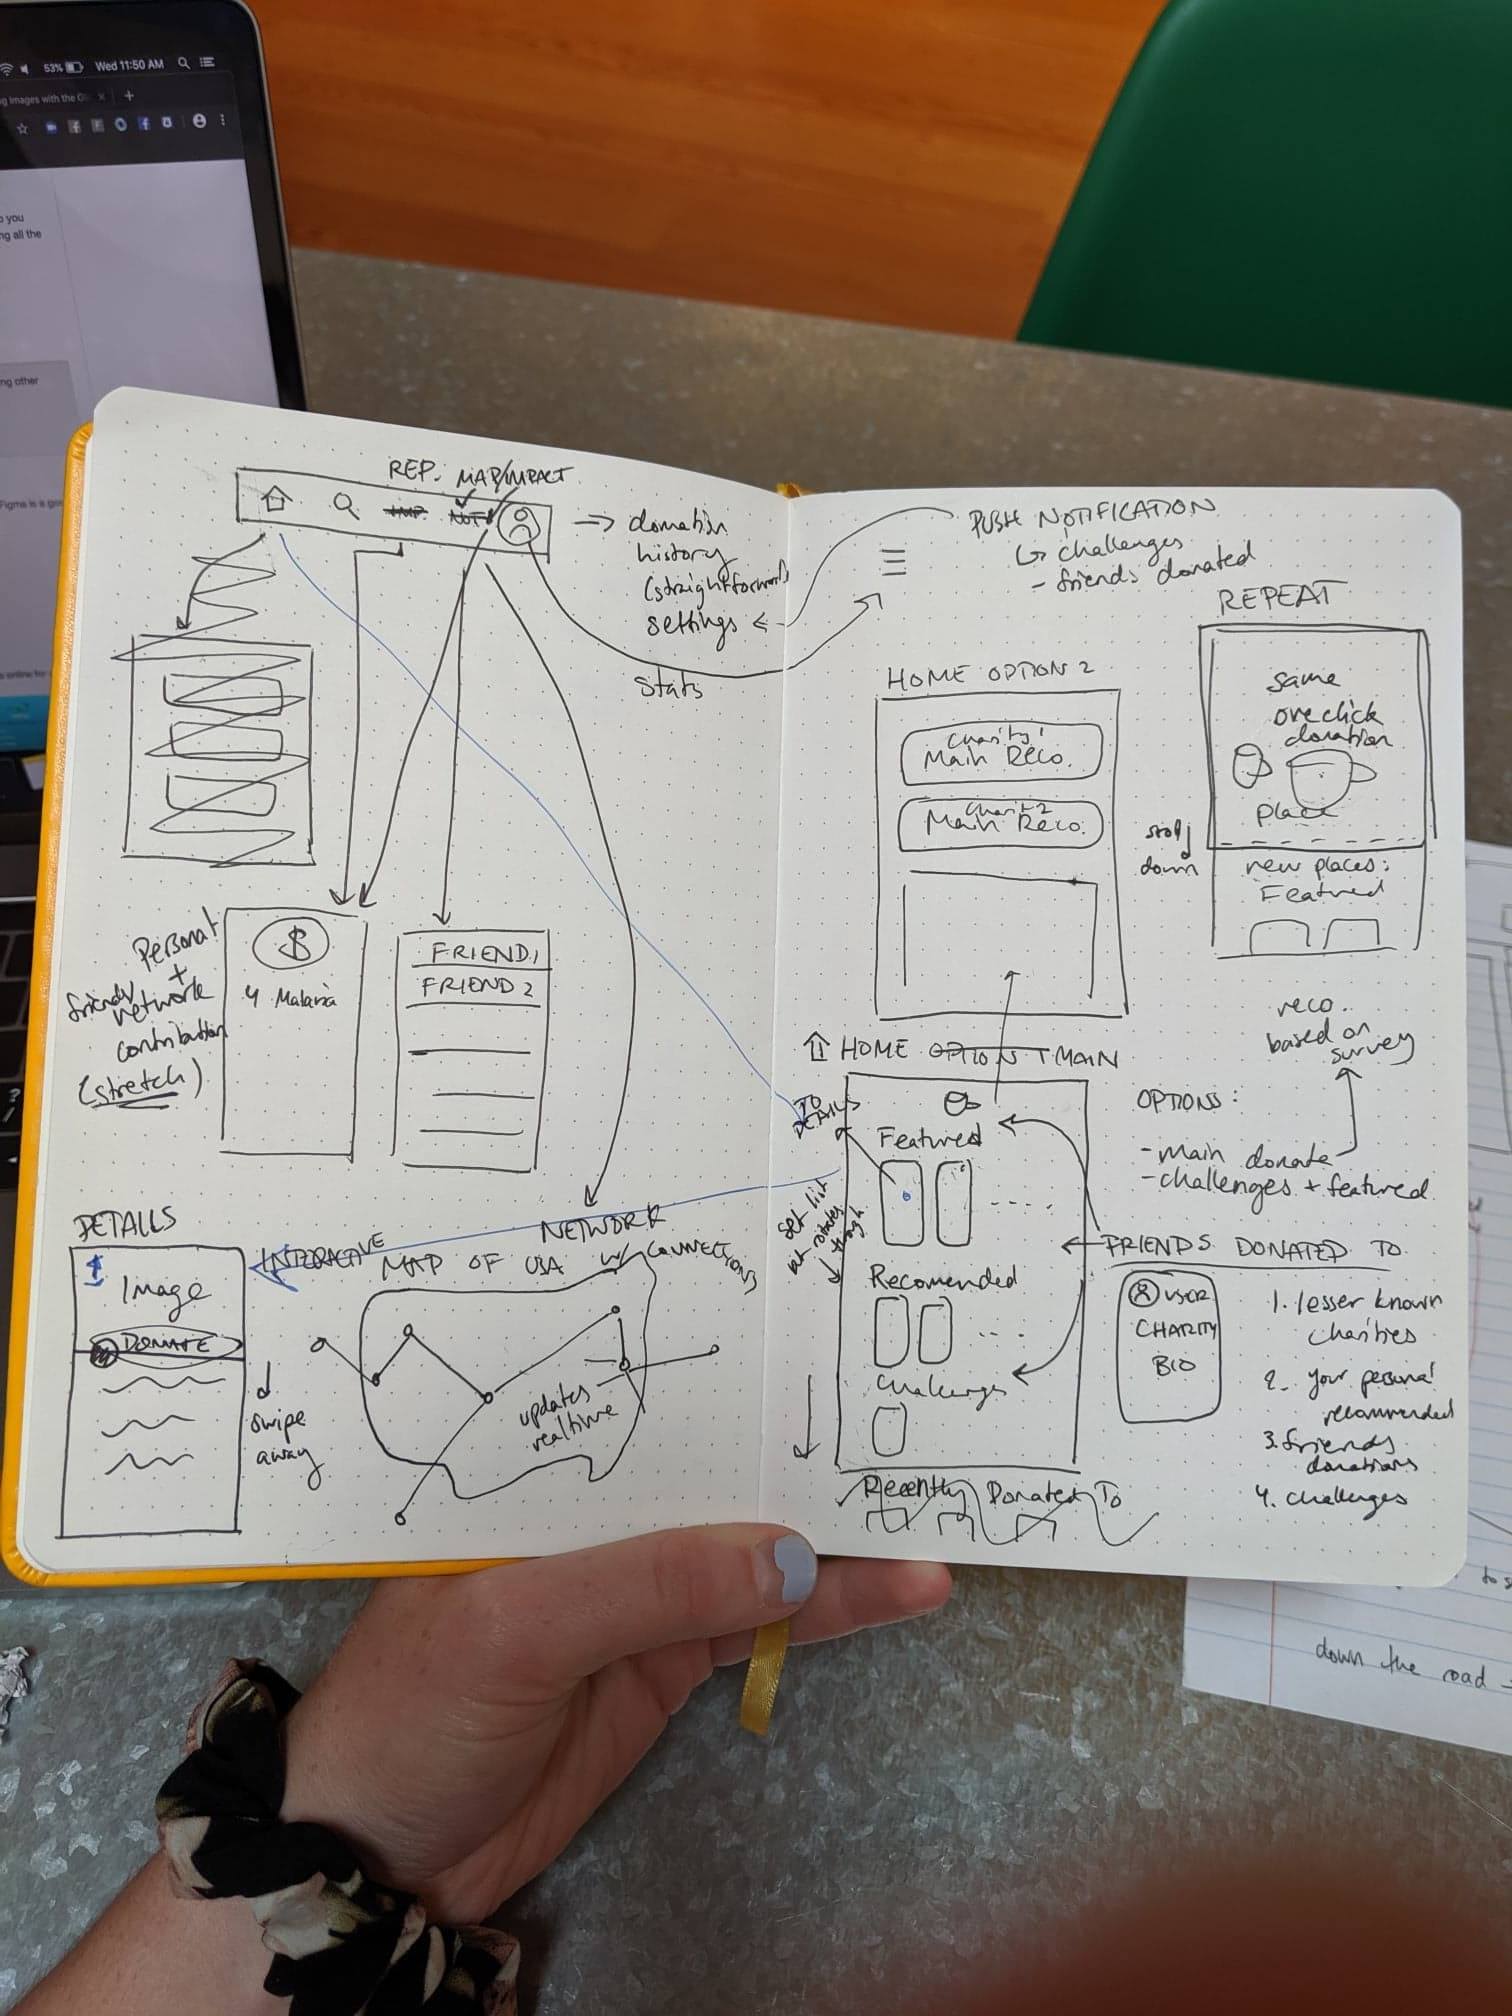 53% Wed 11:50 AM
g Images with the G
o you
ng all the
ng other
Figma is a go
s online for
REP. MAP/IMPACT
IMP. NOT
donation
history
(straightforward)
settings
stats
Personal
+
friends/
network
contribution
(stretch)
$
4 Malaria
FRIEND 1
FRIEND 2
DETAILS
Image
DONATE
swipe
away
NETWORK
INTERACTIVE MAP OF USA W/ CONNECTIONS
updates
realtime
PUSH NOTIFICATION
challenges
- friends donated
HOME OPTION 2
Charity 1
Main Reco.
Charit 2
Main Reco.
REPEAT
same
one click
donation
place
scroll
down
new places:
Featured
reco.
based on
survey
HOME OPTION 1 MAIN
TO
DETAILS
Featured
set list
but rotates
through
Recomended
Challenges
Recently Donated To
OPTIONS:
- main donate
- challenges + featured
FRIENDS DONATED TO
USER
CHARITY
BIO
1. lesser known
charities
2. your personal
recommended
3. friends
donations
4. challenges
to s
down the road